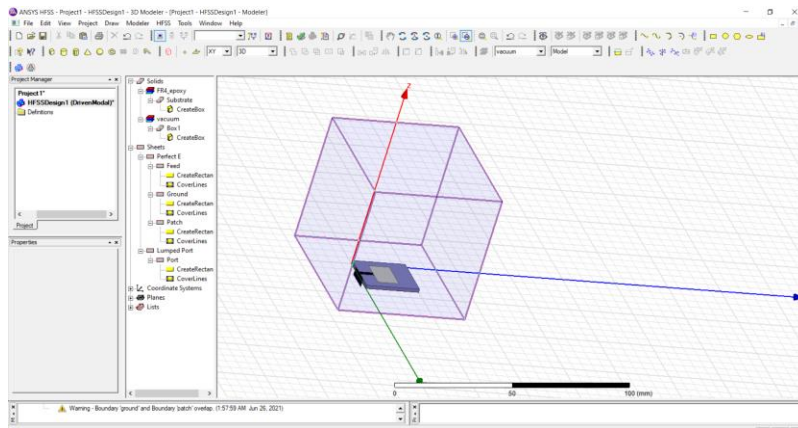 ANSYS HFSS - Project1 - HFSSDesign1 - 3D Modeler - [Project1 - HFSSDesign1 - Modeler]
File Edit View Project Draw Modeler HFSS Tools Window Help
XY 3D vacuum Model
Project Manager
Project1*
HFSSDesign1 (DrivenModal)*
Definitions
Project
Properties
Solids
FR4_epoxy
Substrate
CreateBox
vacuum
Box1
CreateBox
Sheets
Perfect E
Feed
CreateRectan
CoverLines
Ground
CreateRectan
CoverLines
Patch
CreateRectan
CoverLines
Lumped Port
Port
CreateRectan
CoverLines
Coordinate Systems
Planes
Lists
Z
0 50 100 (mm)
Warning - Boundary 'ground' and Boundary 'patch' overlap. (1:57:59 AM Jun 26, 2021)